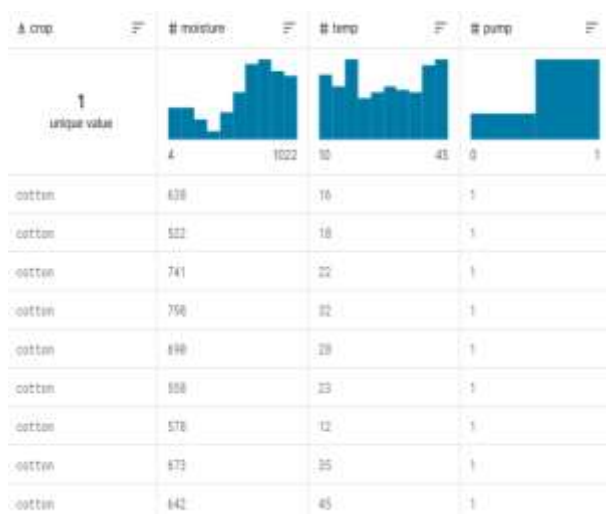 crop # moisture # temp # pump
1
unique value
4 1022 10 45 0 1
cotton 638 16 1
cotton 522 18 1
cotton 741 22 1
cotton 798 32 1
cotton 690 28 1
cotton 558 23 1
cotton 578 12 1
cotton 673 35 1
cotton 642 45 1